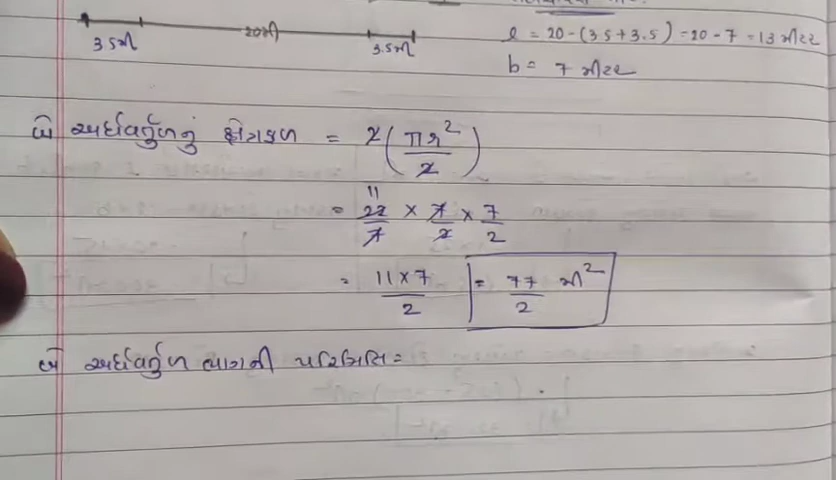 3.5મી 20મી 3.5મી
l = 20-(3.5+3.5) = 20 - 7 = 13 મીટર
b = 7 મીટર
બે અર્ધવર્તુળનું ક્ષેત્રફળ = 2(πr²/2)
= 22/7 × 7/2 × 7/2
= 11×7/2 = 77/2 મી²
બે અર્ધવર્તુળ ભાગની પરિમિતિ =